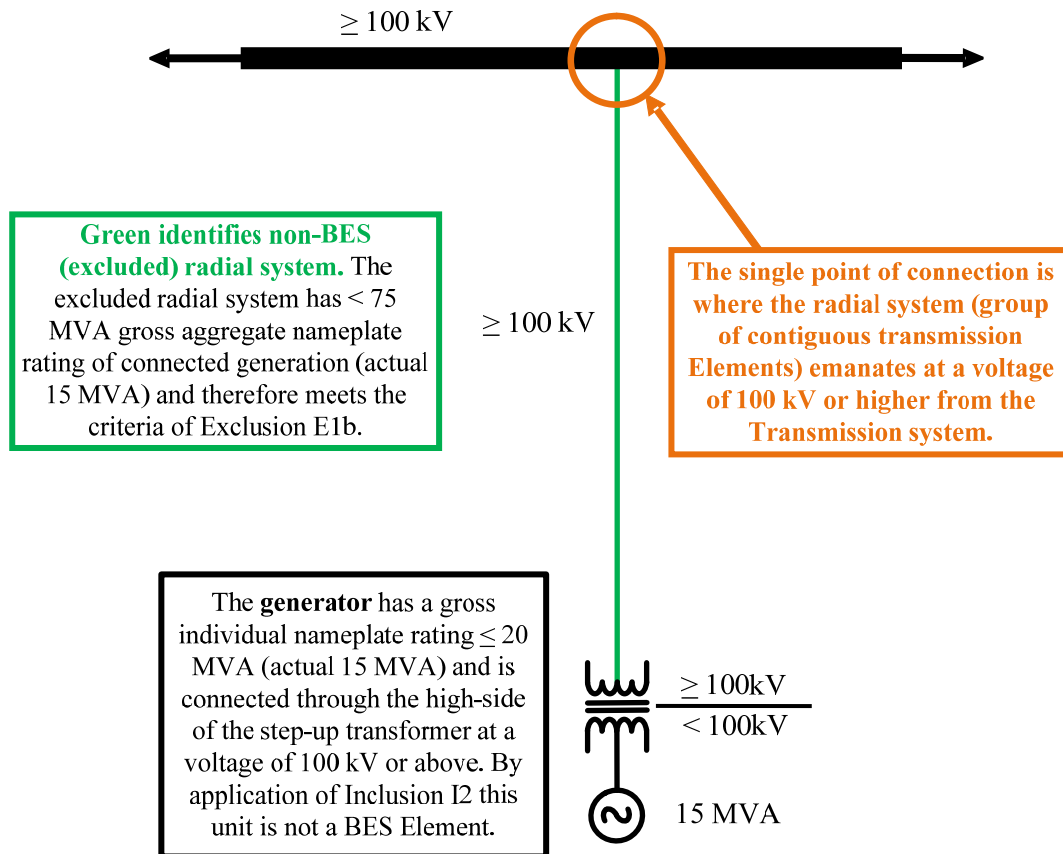 ≥ 100 kV
Green identifies non-BES
(excluded) radial system. The
excluded radial system has < 75
MVA gross aggregate nameplate
rating of connected generation (actual
15 MVA) and therefore meets the
criteria of Exclusion E1b.
≥ 100 kV
The single point of connection is
where the radial system (group
of contiguous transmission
Elements) emanates at a voltage
of 100 kV or higher from the
Transmission system.
The generator has a gross
individual nameplate rating ≤ 20
MVA (actual 15 MVA) and is
connected through the high-side
of the step-up transformer at a
voltage of 100 kV or above. By
application of Inclusion I2 this
unit is not a BES Element.
≥ 100kV
< 100kV
15 MVA